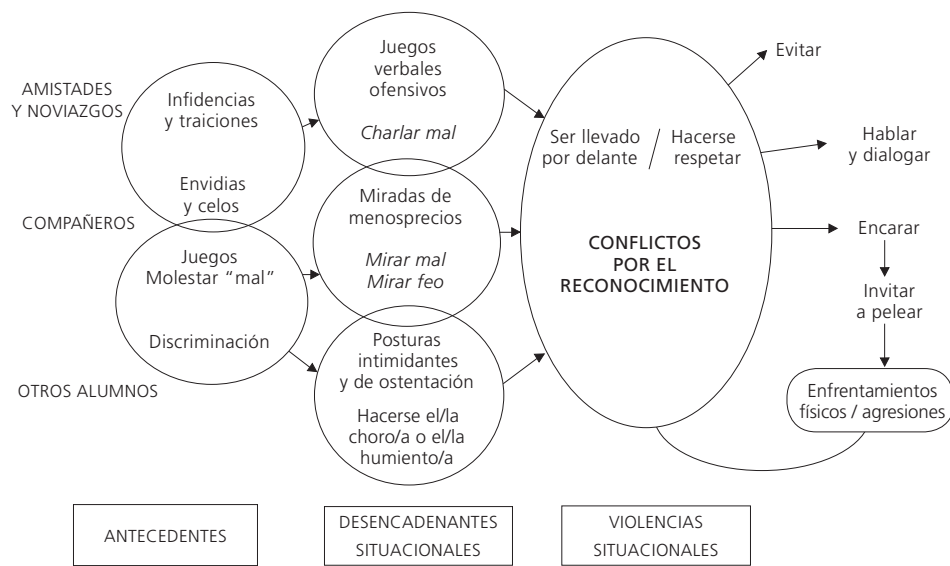 AMISTADES
Y NOVIAZGOS
COMPAÑEROS
OTROS ALUMNOS
Infidencias
y traiciones
Envidias
y celos
Juegos
Molestar “mal”
Discriminación
Juegos
verbales
ofensivos
Charlar mal
Miradas de
menosprecios
Mirar mal
Mirar feo
Posturas
intimidantes
y de ostentación
Hacerse el/la
choro/a o el/la
humiento/a
Ser llevado
por delante
/
Hacerse
respetar
CONFLICTOS
POR EL
RECONOCIMIENTO
Evitar
Hablar
y dialogar
Encarar
Invitar
a pelear
Enfrentamientos
físicos / agresiones
ANTECEDENTES
DESENCADENANTES
SITUACIONALES
VIOLENCIAS
SITUACIONALES